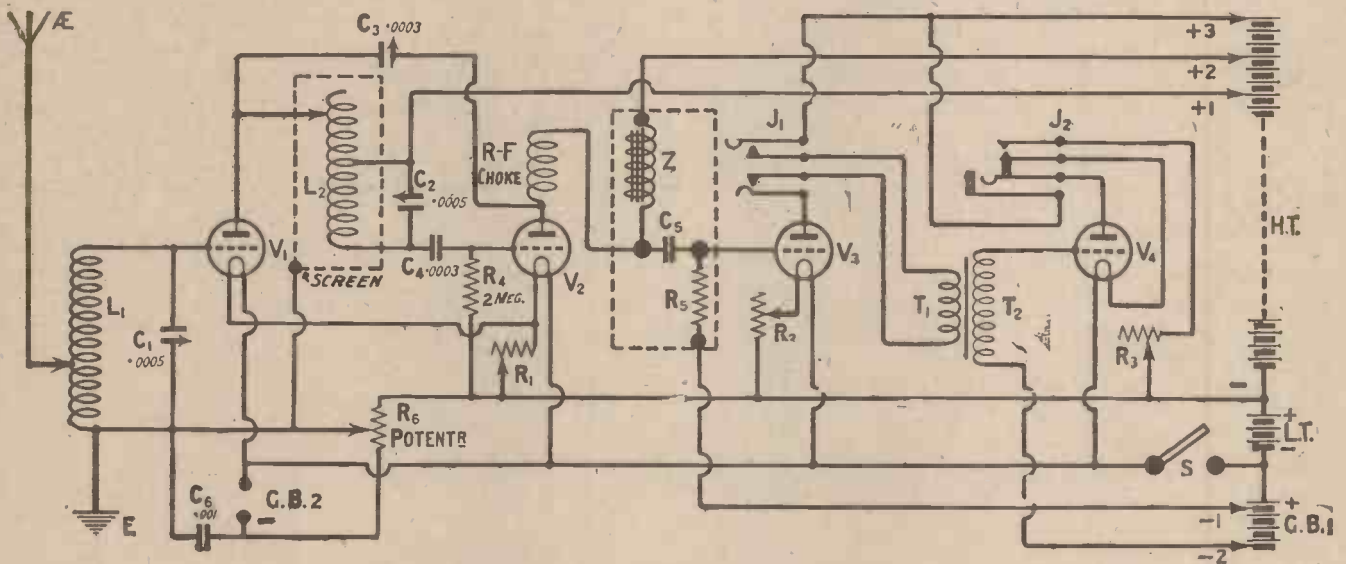 Æ.
C3 .0003
+3
+2
+1
J1
J2
R-F
CHOKE
Z
L2
C2
.0005
H.T.
V1
C5
V3
V4
C4 .0003
SCREEN
R4
2 MEG.
V2
L1
R5
T1
T2
C1
.0005
R2
R3
R1
-
R6
POTENTR
+
L.T.
-
S
C6
.001
G.B.2
-
E
+
-1
G.B.1
-2